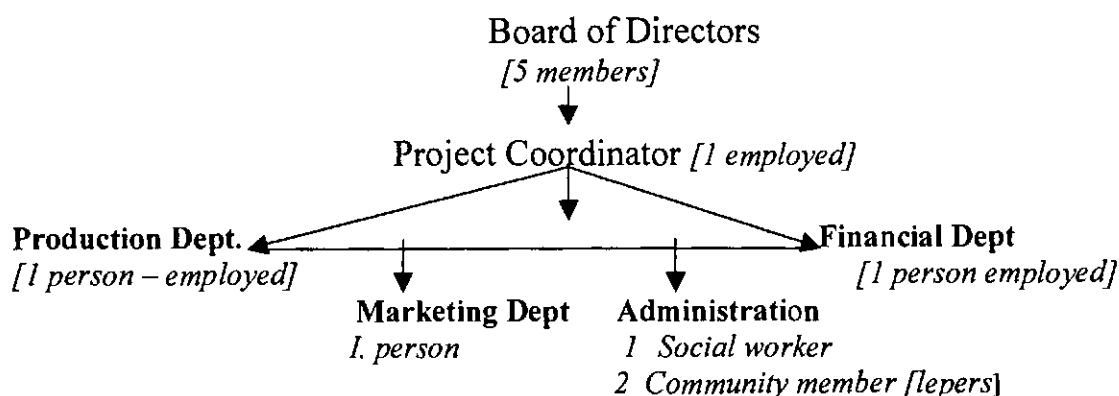 Board of Directors
[5 members]
Project Coordinator [1 employed]
Production Dept.
[1 person – employed]
Financial Dept
[1 person employed]
Marketing Dept
I. person
Administration
1 Social worker
2 Community member [lepers]